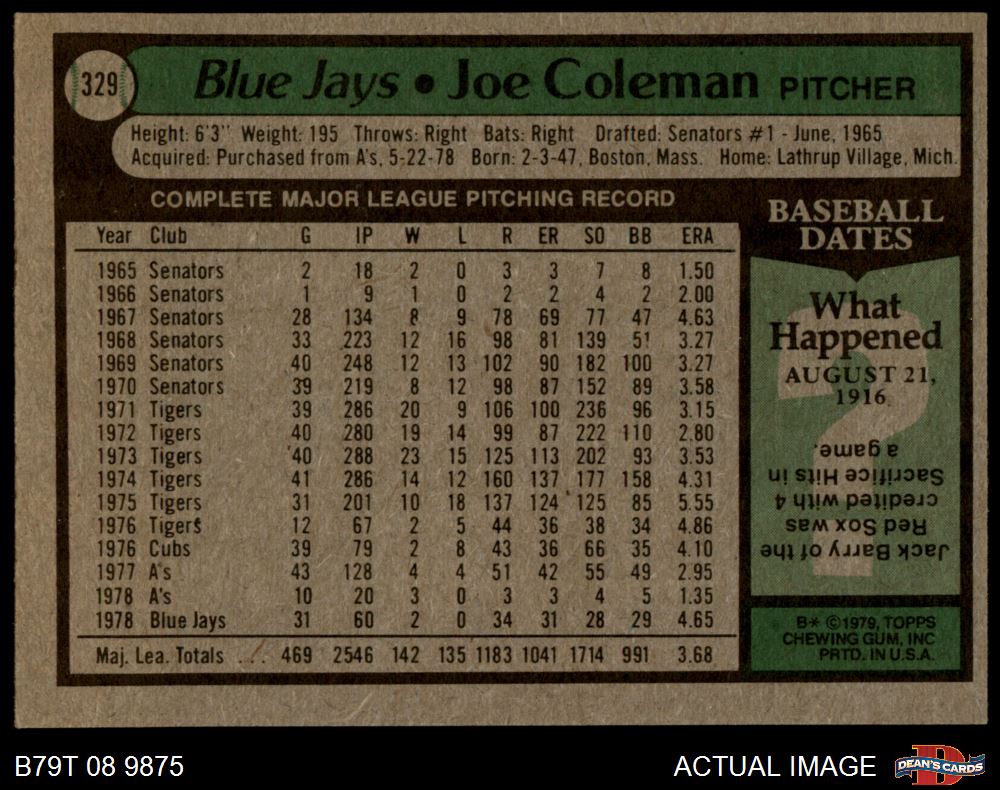 329
Blue Jays • Joe Coleman PITCHER
Height: 6'3" Weight: 195 Throws: Right Bats: Right Drafted: Senators #1 - June, 1965
Acquired: Purchased from A's, 5-22-78 Born: 2-3-47, Boston, Mass. Home: Lathrup Village, Mich.
COMPLETE MAJOR LEAGUE PITCHING RECORD
Year Club G IP W L R ER SO BB ERA
1965 Senators 2 18 2 0 3 3 7 8 1.50
1966 Senators 1 9 1 0 2 2 4 2 2.00
1967 Senators 28 134 8 9 78 69 77 47 4.63
1968 Senators 33 223 12 16 98 81 139 51 3.27
1969 Senators 40 248 12 13 102 90 182 100 3.27
1970 Senators 39 219 8 12 98 87 152 89 3.58
1971 Tigers 39 286 20 9 106 100 236 96 3.15
1972 Tigers 40 280 19 14 99 87 222 110 2.80
1973 Tigers 40 288 23 15 125 113 202 93 3.53
1974 Tigers 41 286 14 12 160 137 177 158 4.31
1975 Tigers 31 201 10 18 137 124 125 85 5.55
1976 Tigers 12 67 2 5 44 36 38 34 4.86
1976 Cubs 39 79 2 8 43 36 66 35 4.10
1977 A's 43 128 4 4 51 42 55 49 2.95
1978 A's 10 20 3 0 3 3 4 5 1.35
1978 Blue Jays 31 60 2 0 34 31 28 29 4.65
Maj. Lea. Totals ... 469 2546 142 135 1183 1041 1714 991 3.68
BASEBALL
DATES
What
Happened
AUGUST 21,
1916
Jack Barry of the
Red Sox was
credited with 4
Sacrifice Hits in
a game.
B* ©1979, TOPPS
CHEWING GUM, INC
PRTD. IN U.S.A.
B79T 08 9875
ACTUAL IMAGE
D
DEAN'S CARDS